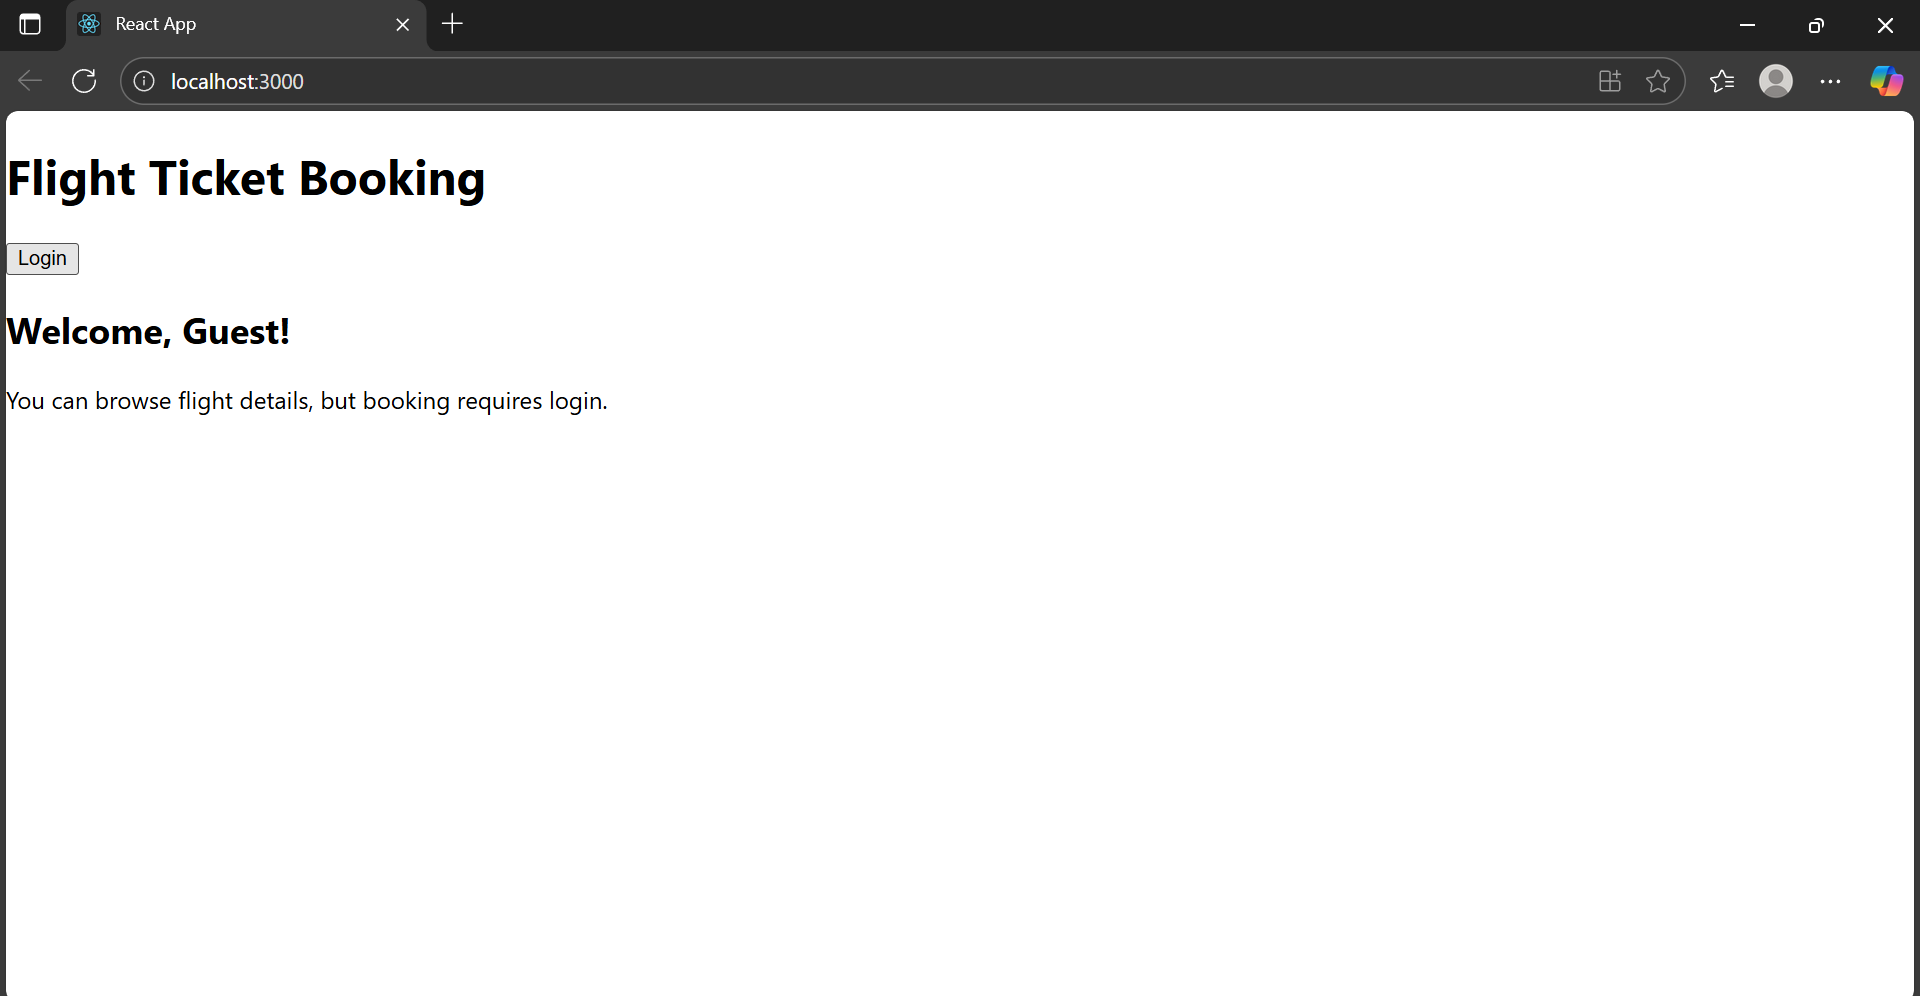 React App
localhost:3000
Flight Ticket Booking
Login
Welcome, Guest!
You can browse flight details, but booking requires login.